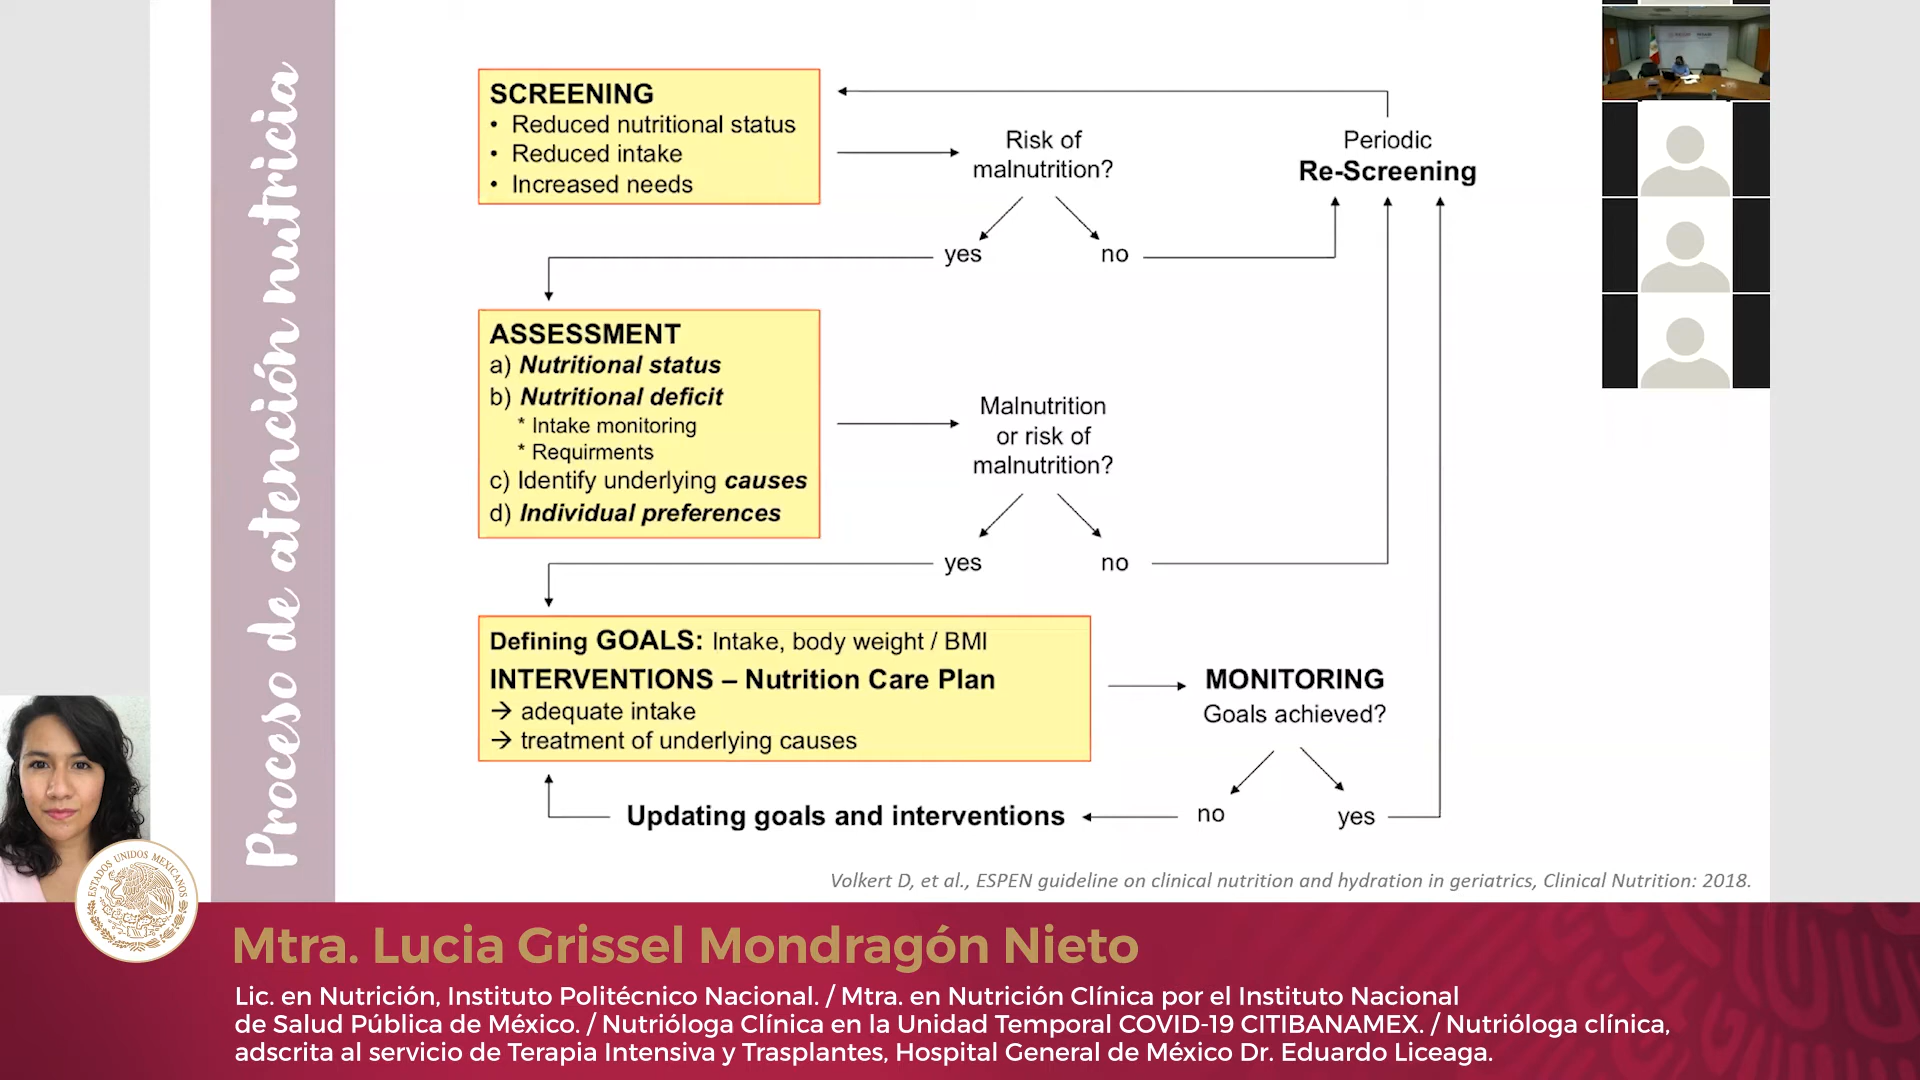 Proceso de atención nutricia
SCREENING
• Reduced nutritional status
• Reduced intake
• Increased needs
Risk of
malnutrition?
yes
no
Periodic
Re-Screening
ASSESSMENT
a) Nutritional status
b) Nutritional deficit
* Intake monitoring
* Requirments
c) Identify underlying causes
d) Individual preferences
Malnutrition
or risk of
malnutrition?
yes
no
Defining GOALS: Intake, body weight / BMI
INTERVENTIONS – Nutrition Care Plan
→ adequate intake
→ treatment of underlying causes
MONITORING
Goals achieved?
no
yes
Updating goals and interventions
Volkert D, et al., ESPEN guideline on clinical nutrition and hydration in geriatrics, Clinical Nutrition: 2018.
ESTADOS UNIDOS MEXICANOS
Mtra. Lucia Grissel Mondragón Nieto
Lic. en Nutrición, Instituto Politécnico Nacional. / Mtra. en Nutrición Clínica por el Instituto Nacional
de Salud Pública de México. / Nutrióloga Clínica en la Unidad Temporal COVID-19 CITIBANAMEX. / Nutrióloga clínica,
adscrita al servicio de Terapia Intensiva y Trasplantes, Hospital General de México Dr. Eduardo Liceaga.